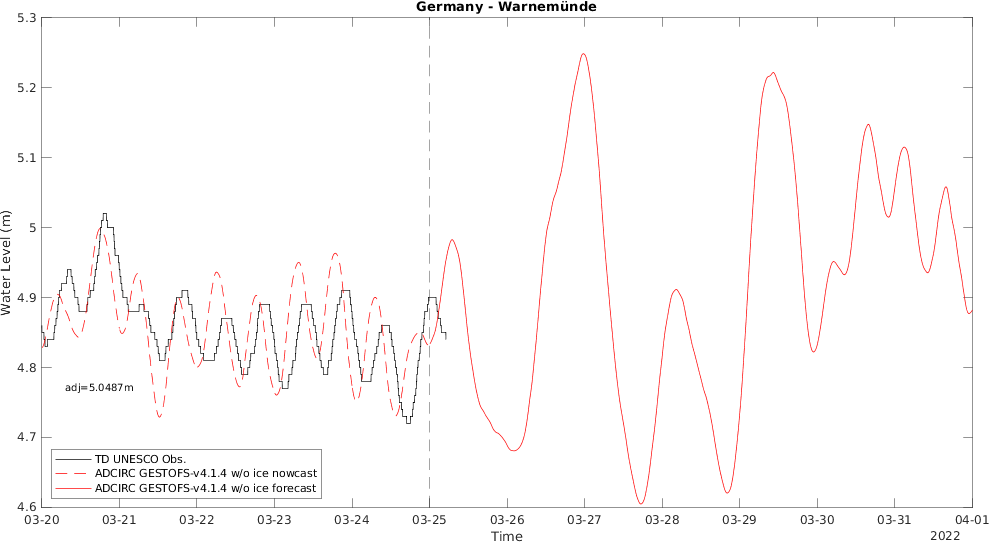 Germany - Warnemünde
5.3
5.2
5.1
5
4.9
4.8
4.7
4.6
Water Level (m)
adj=5.0487m
TD UNESCO Obs.
ADCIRC GESTOFS-v4.1.4 w/o ice nowcast
ADCIRC GESTOFS-v4.1.4 w/o ice forecast
03-20 03-21 03-22 03-23 03-24 03-25 03-26 03-27 03-28 03-29 03-30 03-31 04-01
Time
2022